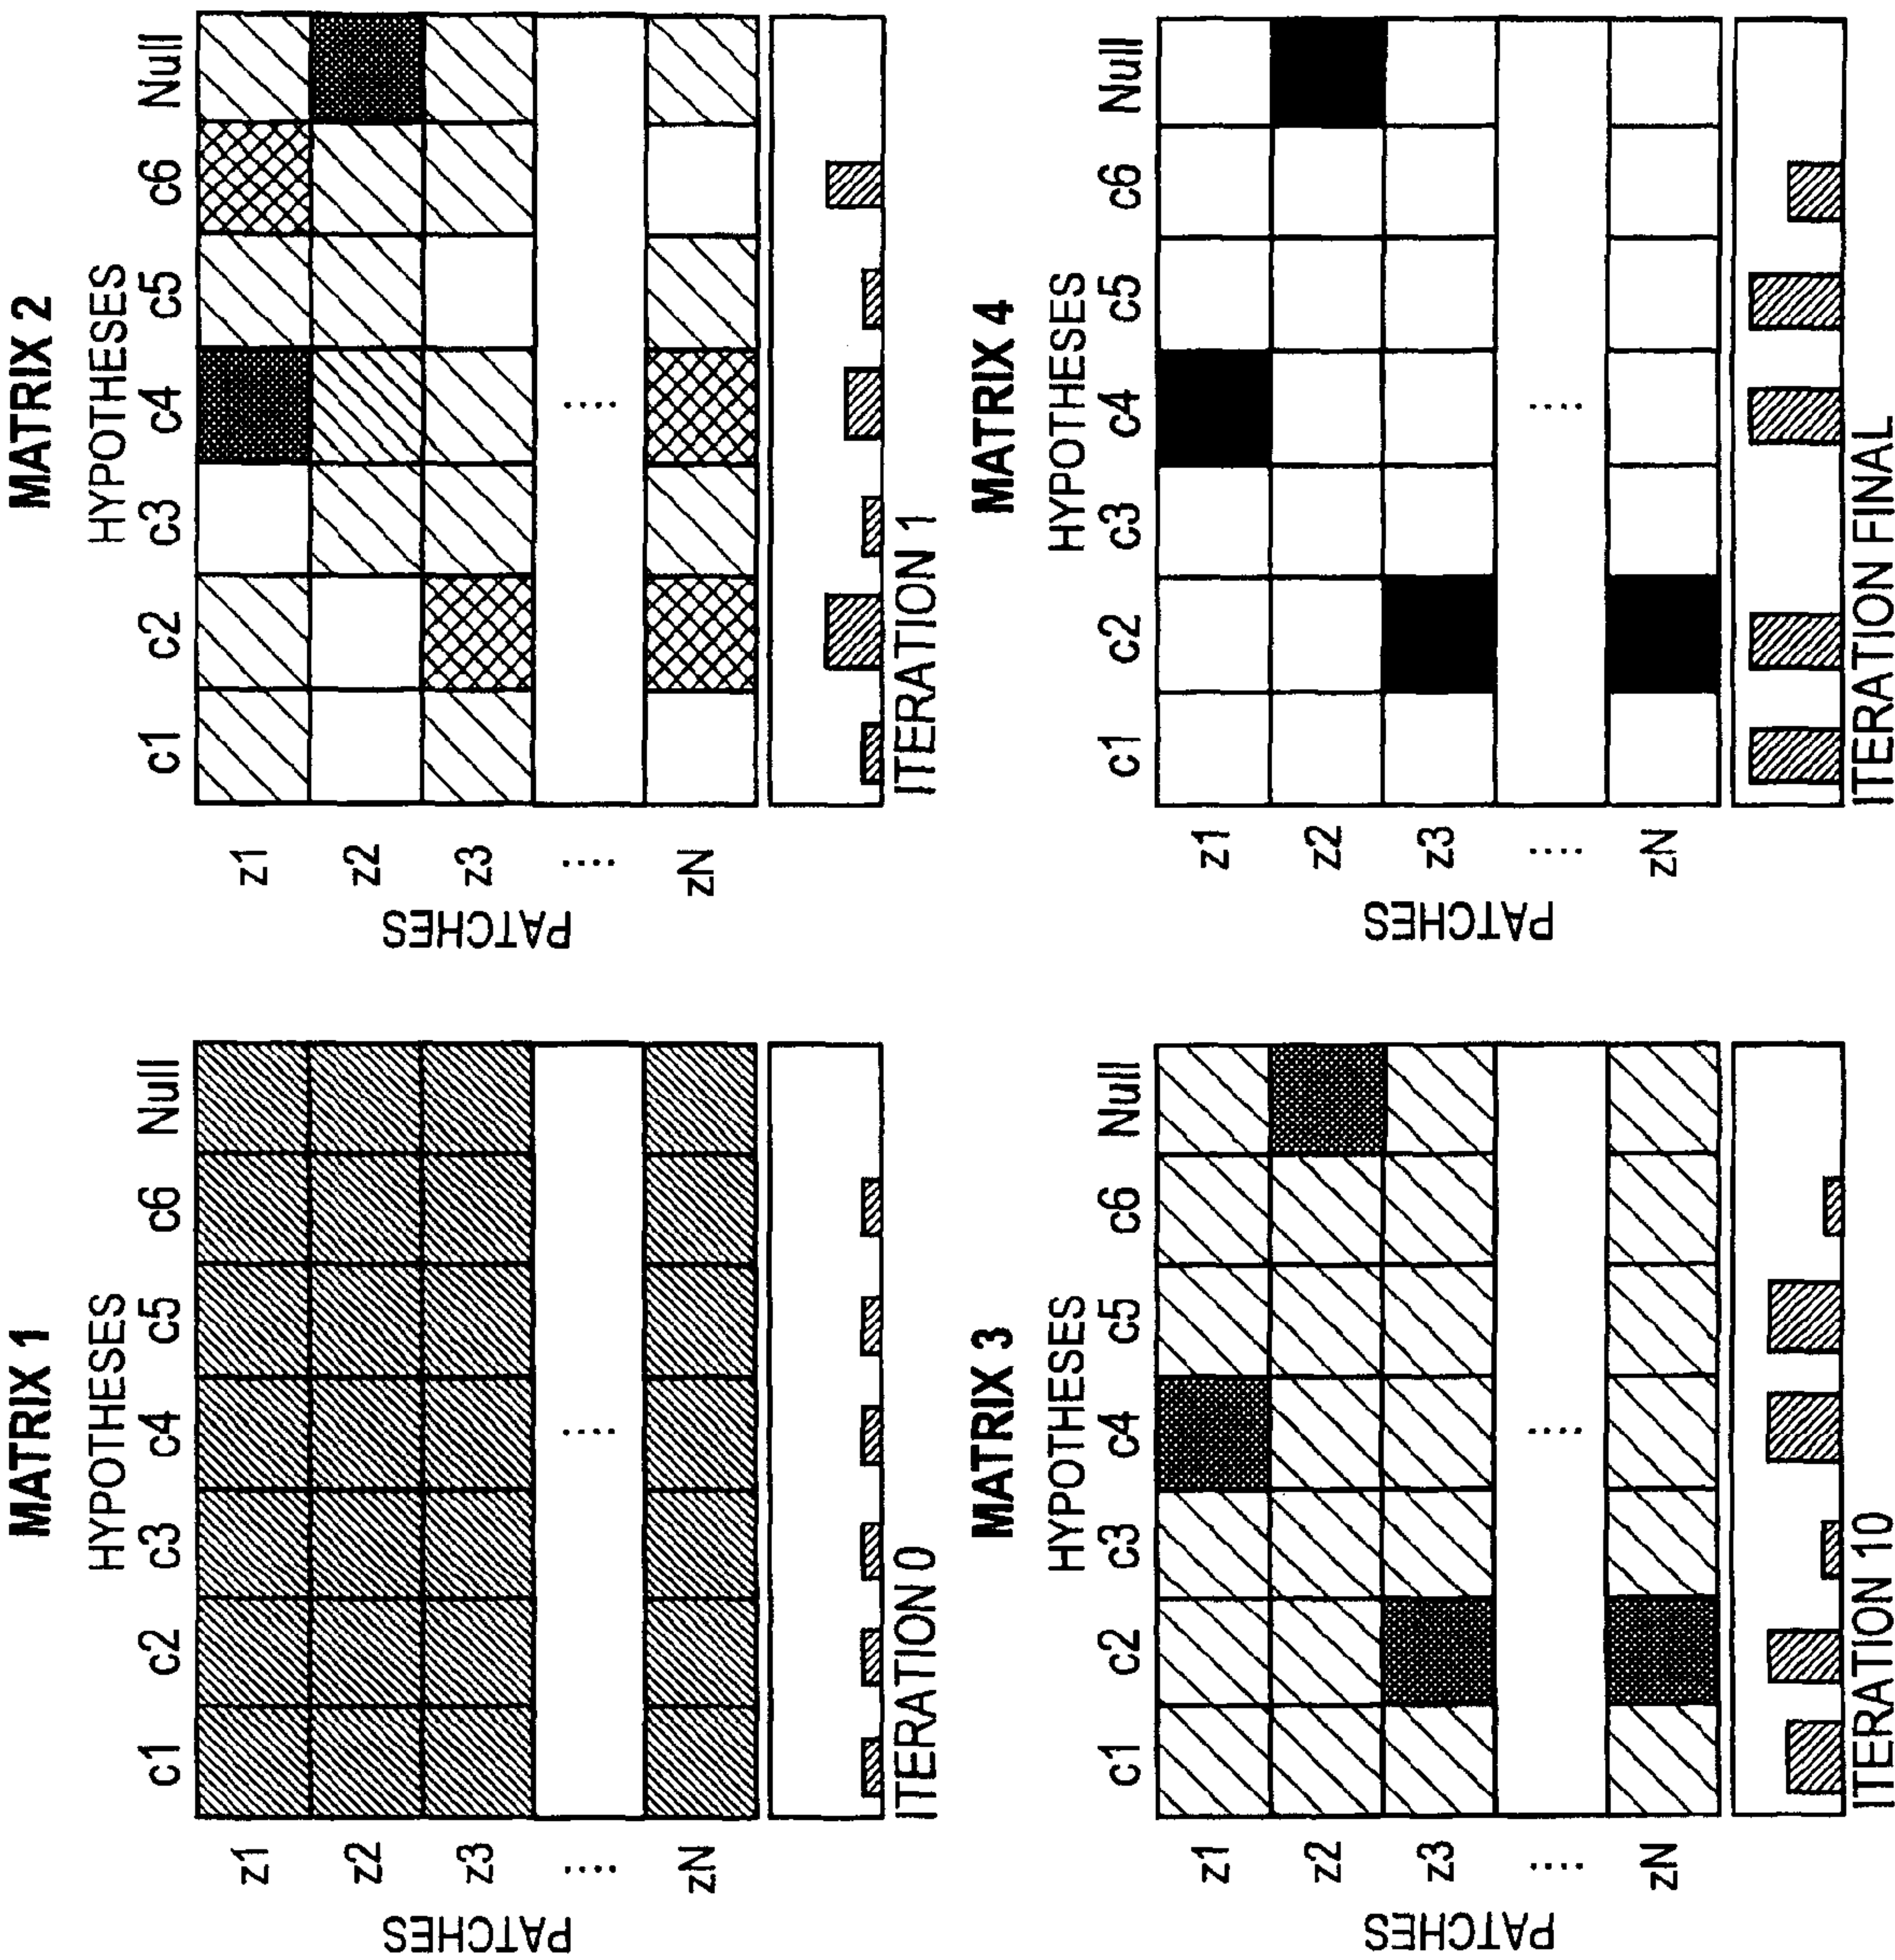 MATRIX 1
HYPOTHESES
c1 c2 c3 c4 c5 c6 Null
PATCHES
z1
z2
z3
.... ....
zN
ITERATION 0
MATRIX 2
HYPOTHESES
c1 c2 c3 c4 c5 c6 Null
PATCHES
z1
z2
z3
.... ....
zN
ITERATION 1
MATRIX 3
HYPOTHESES
c1 c2 c3 c4 c5 c6 Null
PATCHES
z1
z2
z3
.... ....
zN
ITERATION 10
MATRIX 4
HYPOTHESES
c1 c2 c3 c4 c5 c6 Null
PATCHES
z1
z2
z3
.... ....
zN
ITERATION FINAL